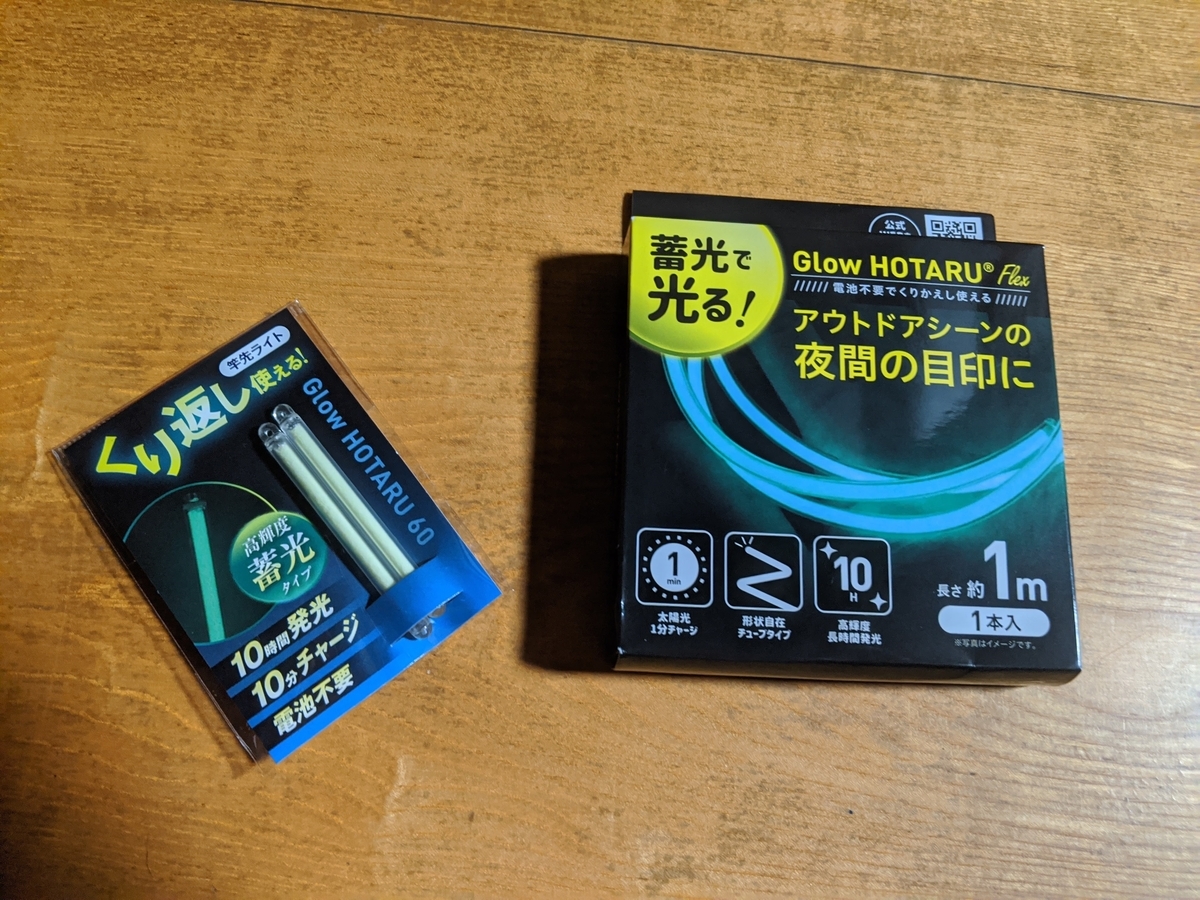 竿先ライト
くり返し使える!
Glow HOTARU 60
高輝度
蓄光
タイプ
10時間発光
10分チャージ
電池不要
公式
蓄光で
光る!
Glow HOTARU® Flex
電池不要でくりかえし使える
アウトドアシーンの
夜間の目印に
1
min
太陽光
1分チャージ
形状自在
チューブタイプ
10
H
高輝度
長時間発光
長さ 約 1m
1本入
※写真はイメージです。